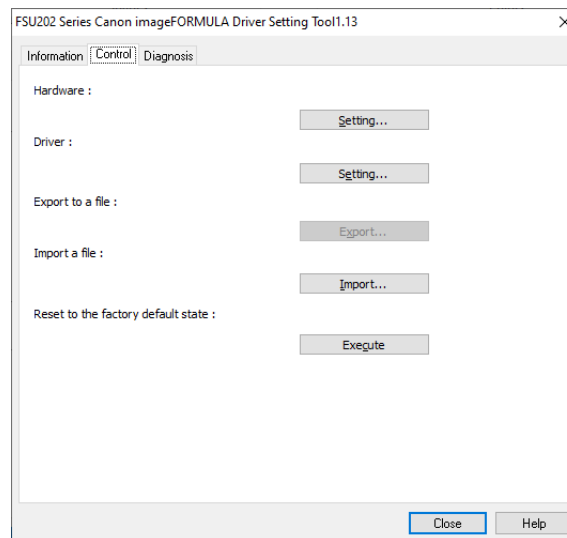 FSU202 Series Canon imageFORMULA Driver Setting Tool1.13
Information Control Diagnosis
Hardware :
Setting...
Driver :
Setting...
Export to a file :
Export...
Import a file :
Import...
Reset to the factory default state :
Execute
Close Help